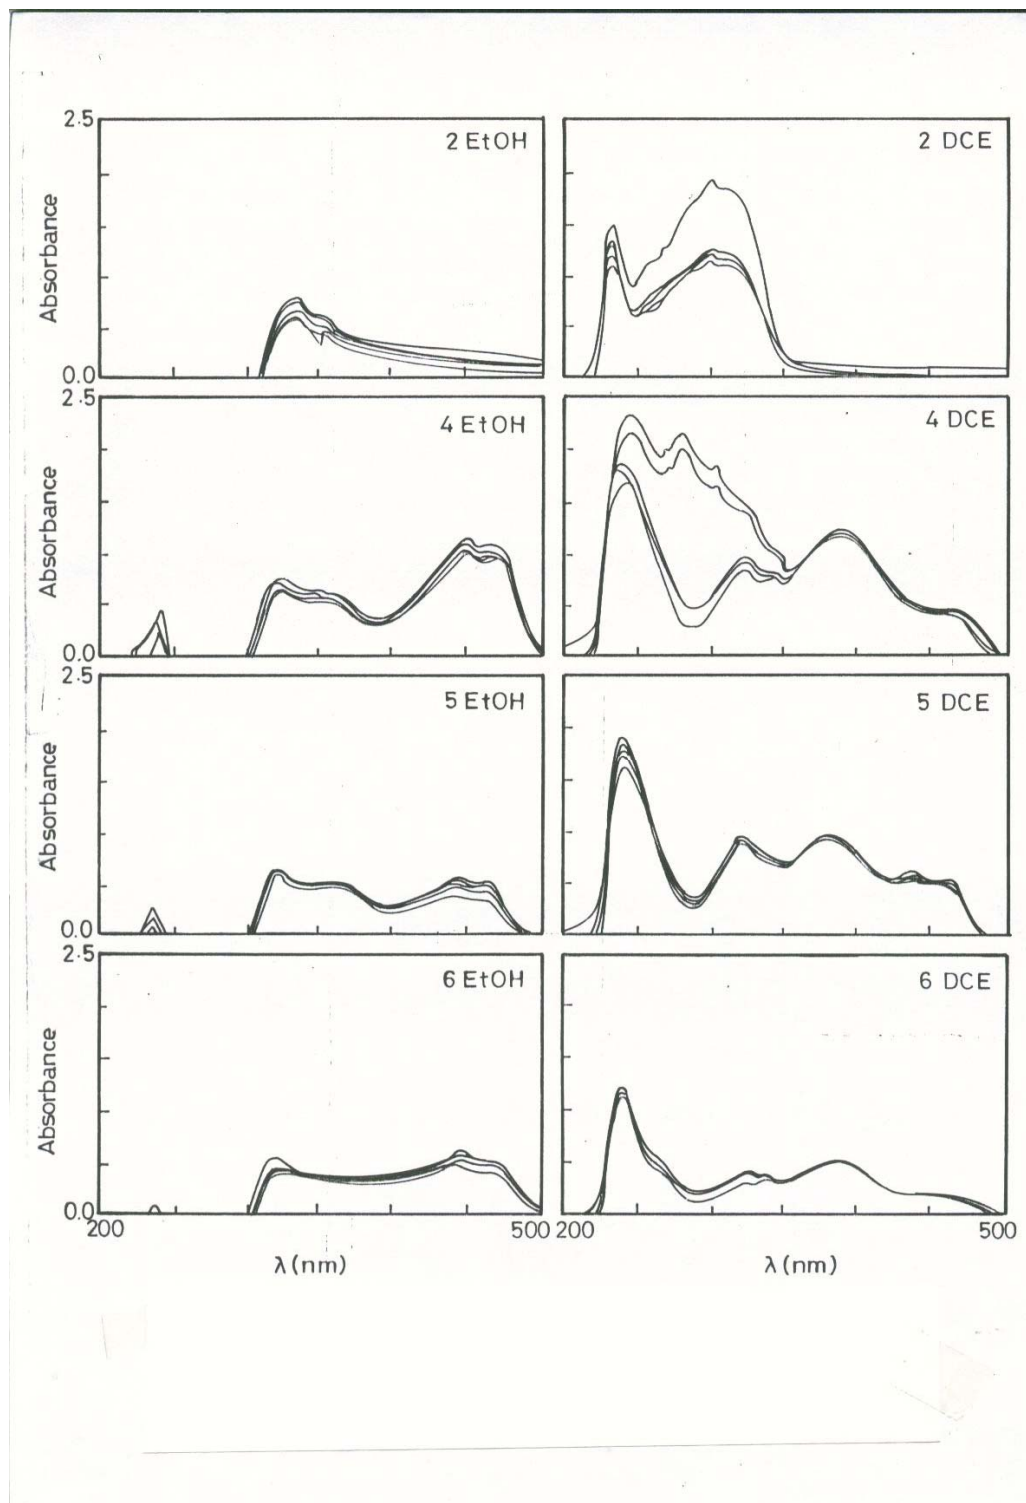 2.5
2 EtOH
2 DCE
Absorbance
0.0
2.5
4 EtOH
4 DCE
Absorbance
0.0
2.5
5 EtOH
5 DCE
Absorbance
0.0
2.5
6 EtOH
6 DCE
Absorbance
0.0
200
500
200
500
λ (nm)
λ (nm)